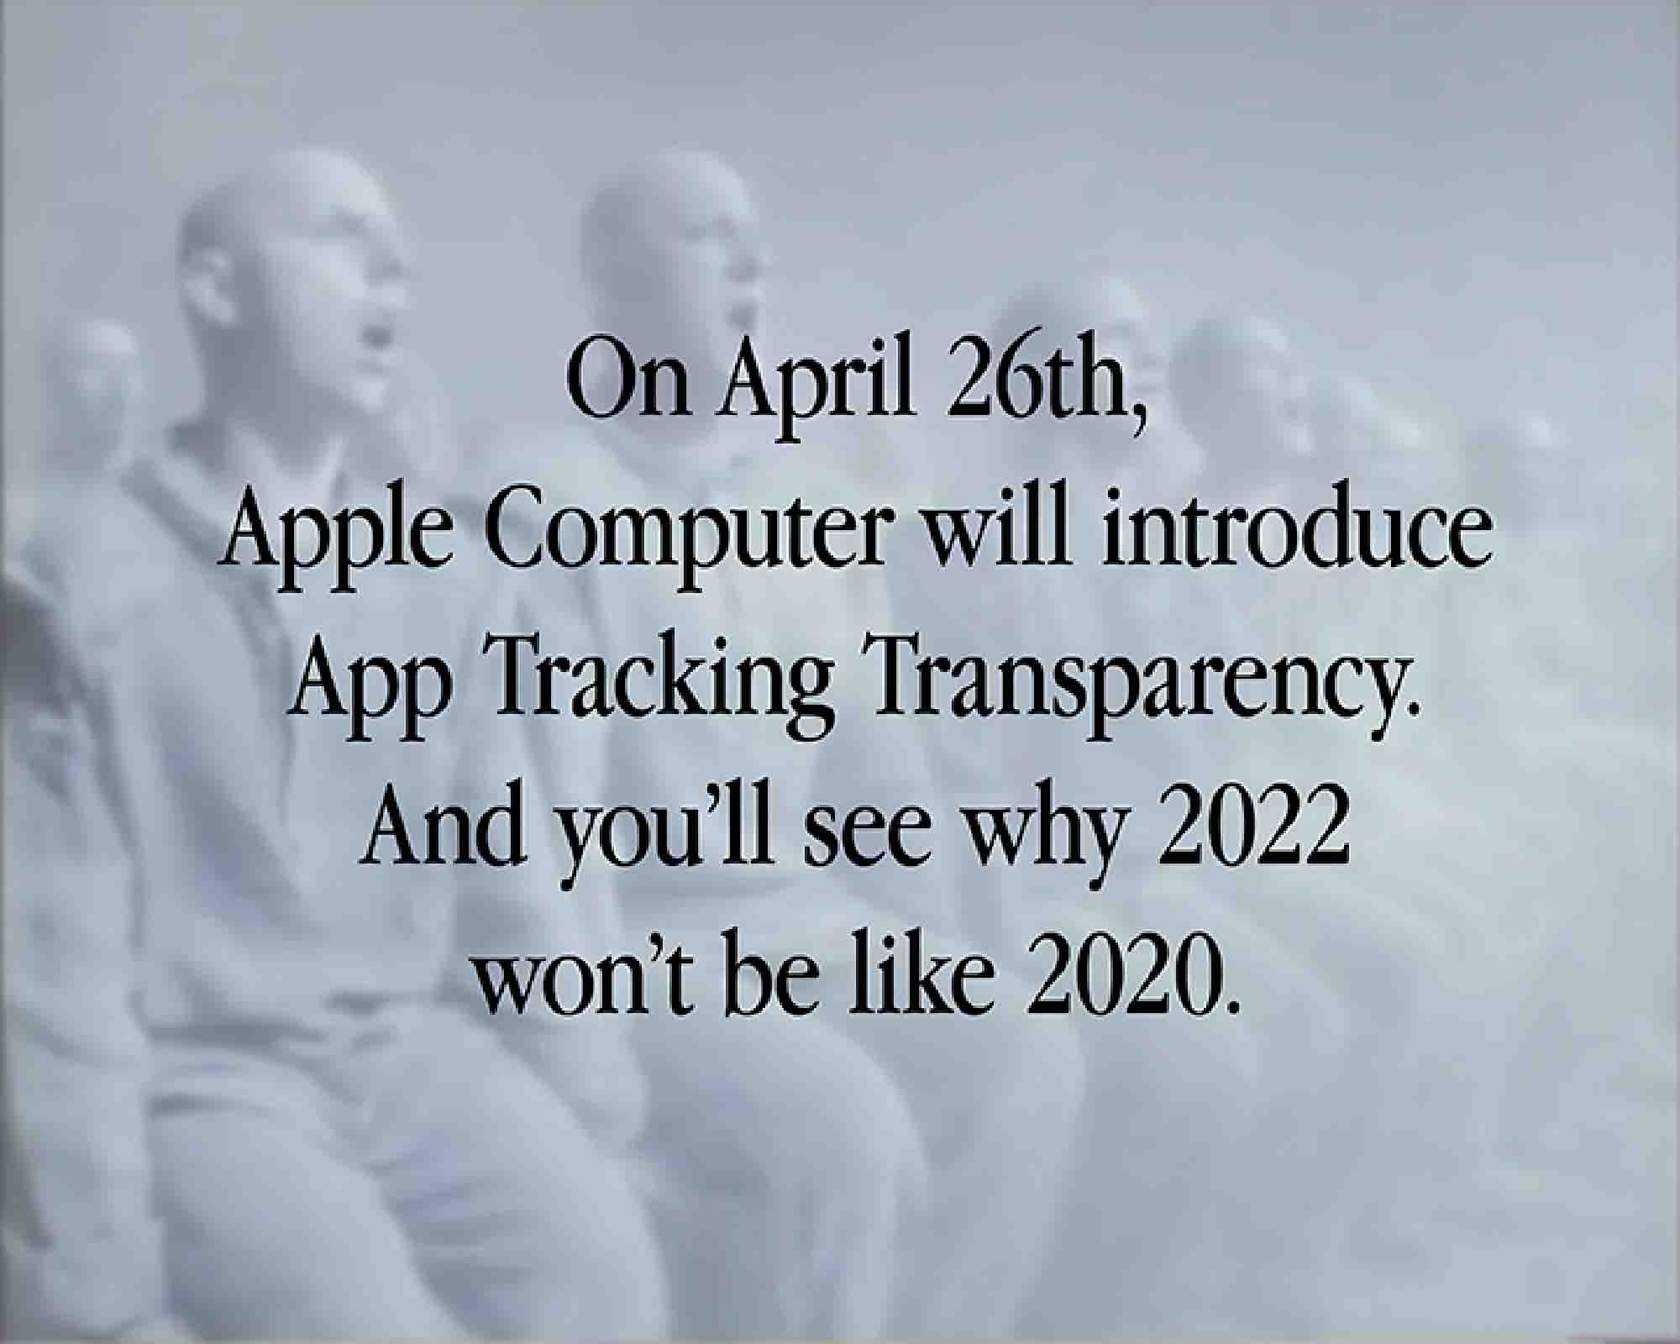 On April 26th,
Apple Computer will introduce
App Tracking Transparency.
And you’ll see why 2022
won’t be like 2020.